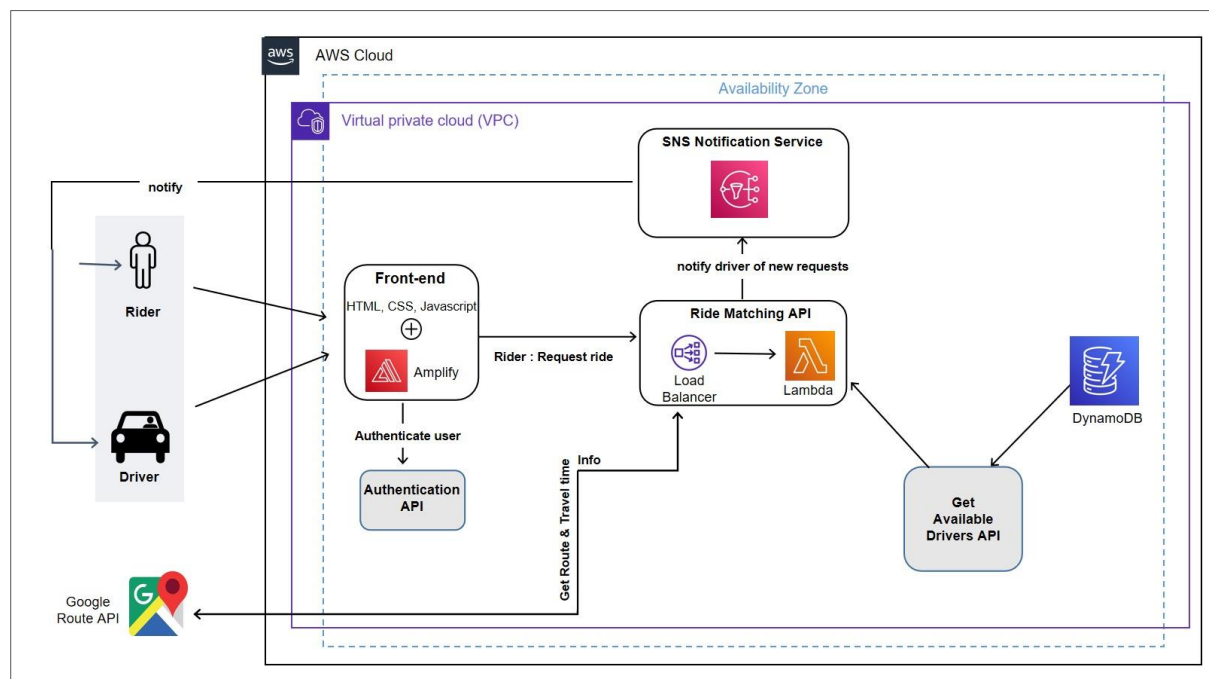 aws
AWS Cloud
Availability Zone
Virtual private cloud (VPC)
SNS Notification Service
notify
notify driver of new requests
Rider
Front-end
HTML, CSS, Javascript
Amplify
Rider : Request ride
Ride Matching API
Load
Balancer
Lambda
DynamoDB
Driver
Authenticate user
Authentication
API
Info
Get Route & Travel time
Get
Available
Drivers API
Google
Route API
G